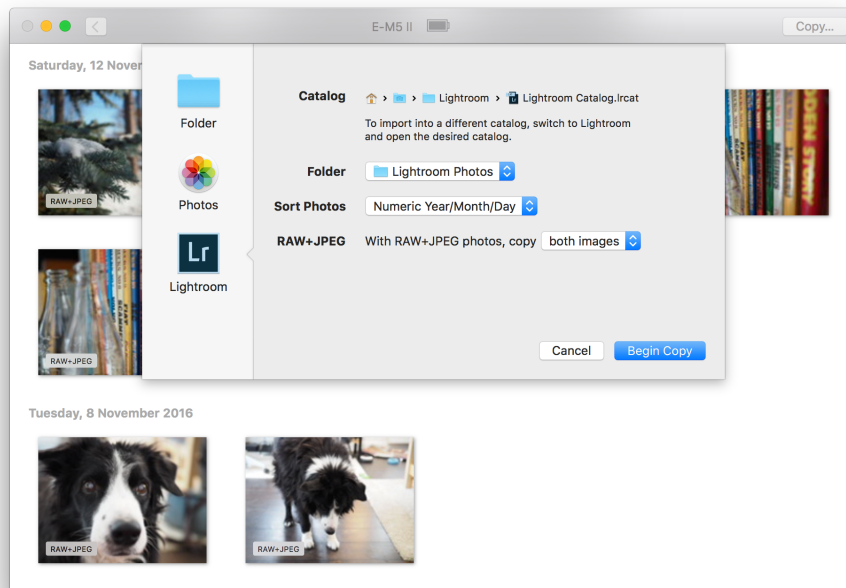 E-M5 II
Copy...
Saturday, 12 Nover
RAW+JPEG
RAW+JPEG
Folder
Photos
Lr
Lightroom
Catalog
Lightroom > Lightroom Catalog.lrcat
To import into a different catalog, switch to Lightroom
and open the desired catalog.
Folder Lightroom Photos
Sort Photos Numeric Year/Month/Day
RAW+JPEG With RAW+JPEG photos, copy both images
Cancel Begin Copy
Tuesday, 8 November 2016
RAW+JPEG
RAW+JPEG